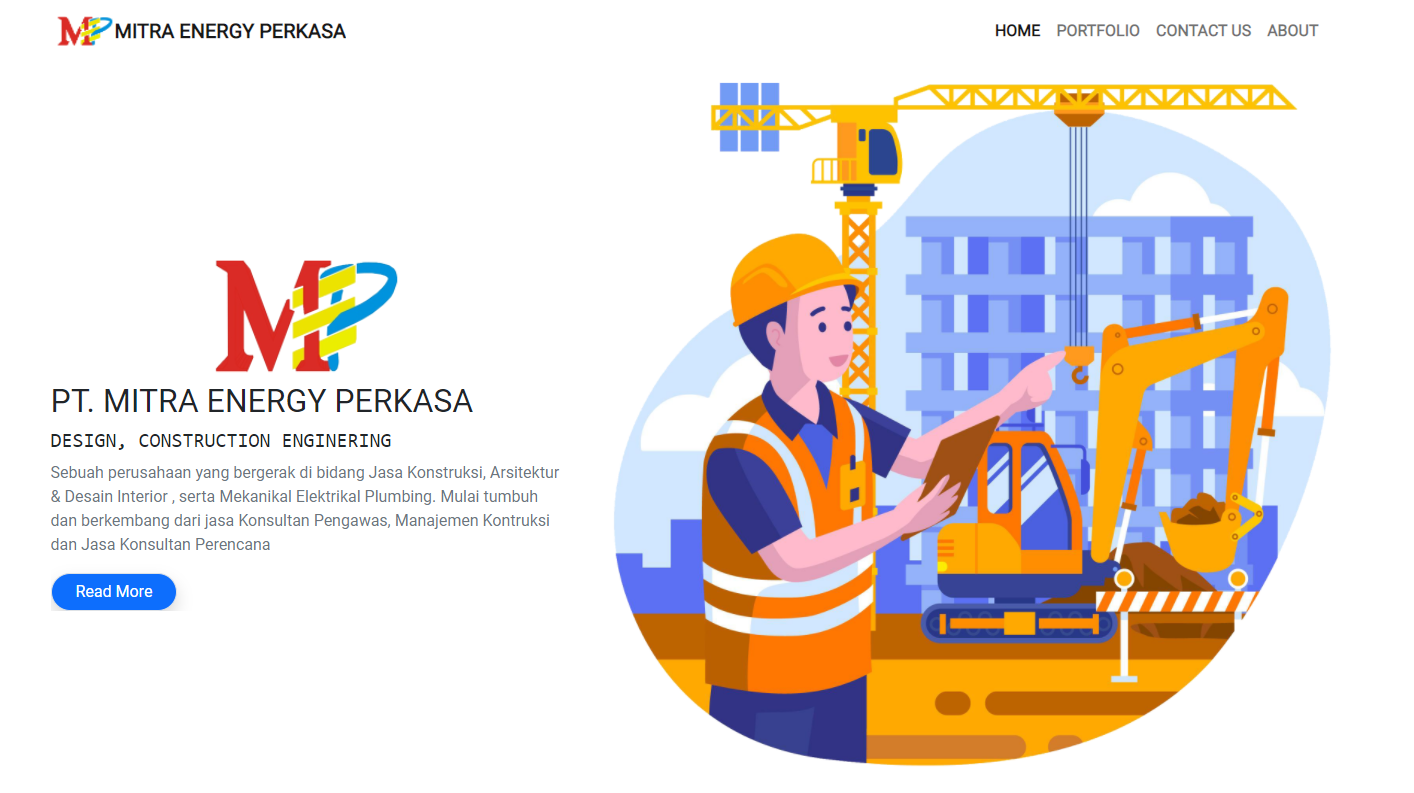 MP MITRA ENERGY PERKASA
HOME PORTFOLIO CONTACT US ABOUT
MEP
PT. MITRA ENERGY PERKASA
DESIGN, CONSTRUCTION ENGINERING
Sebuah perusahaan yang bergerak di bidang Jasa Konstruksi, Arsitektur
& Desain Interior , serta Mekanikal Elektrikal Plumbing. Mulai tumbuh
dan berkembang dari jasa Konsultan Pengawas, Manajemen Kontruksi
dan Jasa Konsultan Perencana
Read More